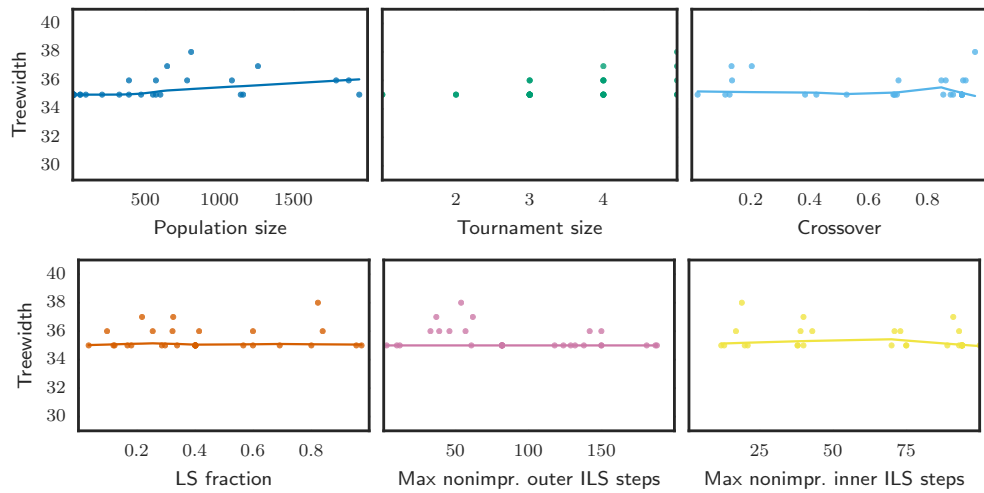 Treewidth
40
38
36
34
32
30
500 1000 1500
Population size
2 3 4
Tournament size
0.2 0.4 0.6 0.8
Crossover
Treewidth
40
38
36
34
32
30
0.2 0.4 0.6 0.8
LS fraction
50 100 150
Max nonimpr. outer ILS steps
25 50 75
Max nonimpr. inner ILS steps